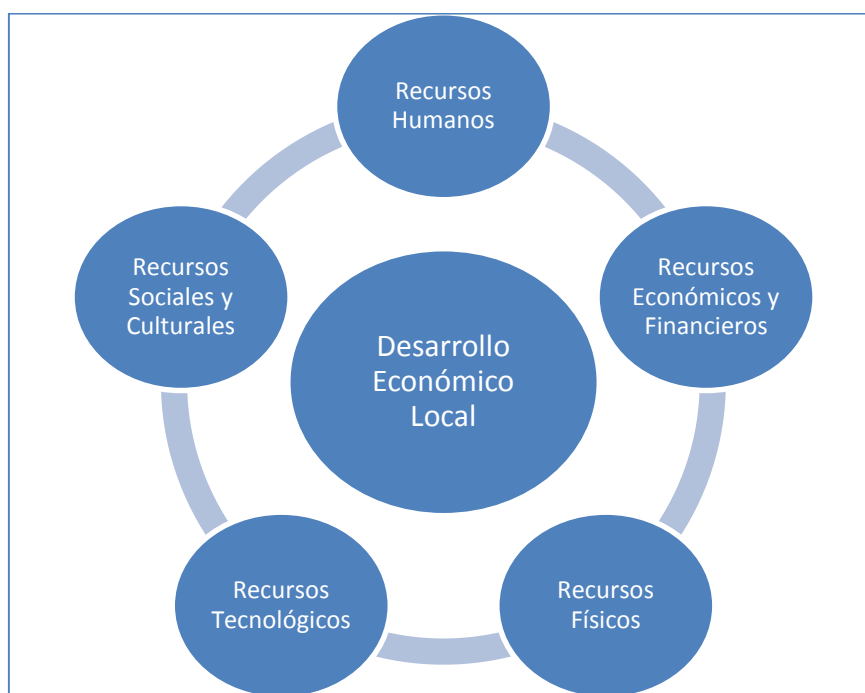 Recursos
Humanos
Recursos
Sociales y
Culturales
Recursos
Económicos y
Financieros
Desarrollo
Económico
Local
Recursos
Tecnológicos
Recursos
Físicos